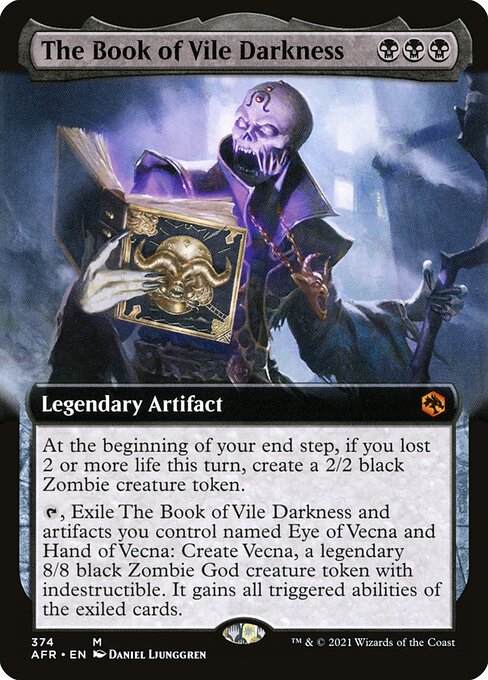 The Book of Vile Darkness
Legendary Artifact
At the beginning of your end step, if you lost
2 or more life this turn, create a 2/2 black
Zombie creature token.
, Exile The Book of Vile Darkness and
artifacts you control named Eye of Vecna and
Hand of Vecna: Create Vecna, a legendary
8/8 black Zombie God creature token with
indestructible. It gains all triggered abilities of
the exiled cards.
374 M
AFR • EN Daniel Ljunggren
™ & © 2021 Wizards of the Coast